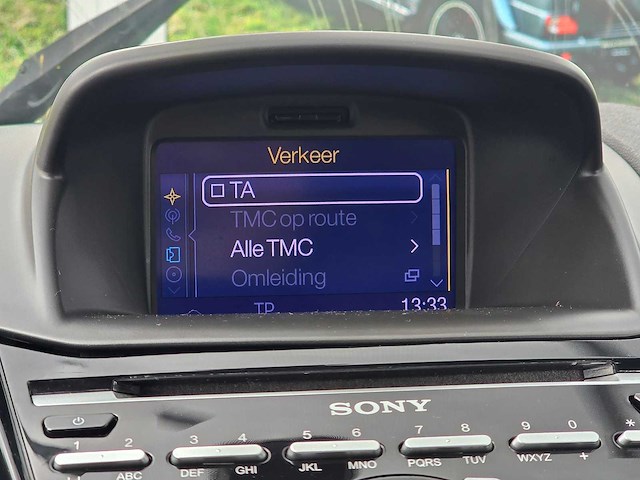 Verkeer
TA
TMC op route
Alle TMC
Omleiding
TP 13:33
SONY
1 2 3 4 5 6 7 8 9 0 *
ABC DEF GHI JKL MNO PQRS TUV WXYZ +